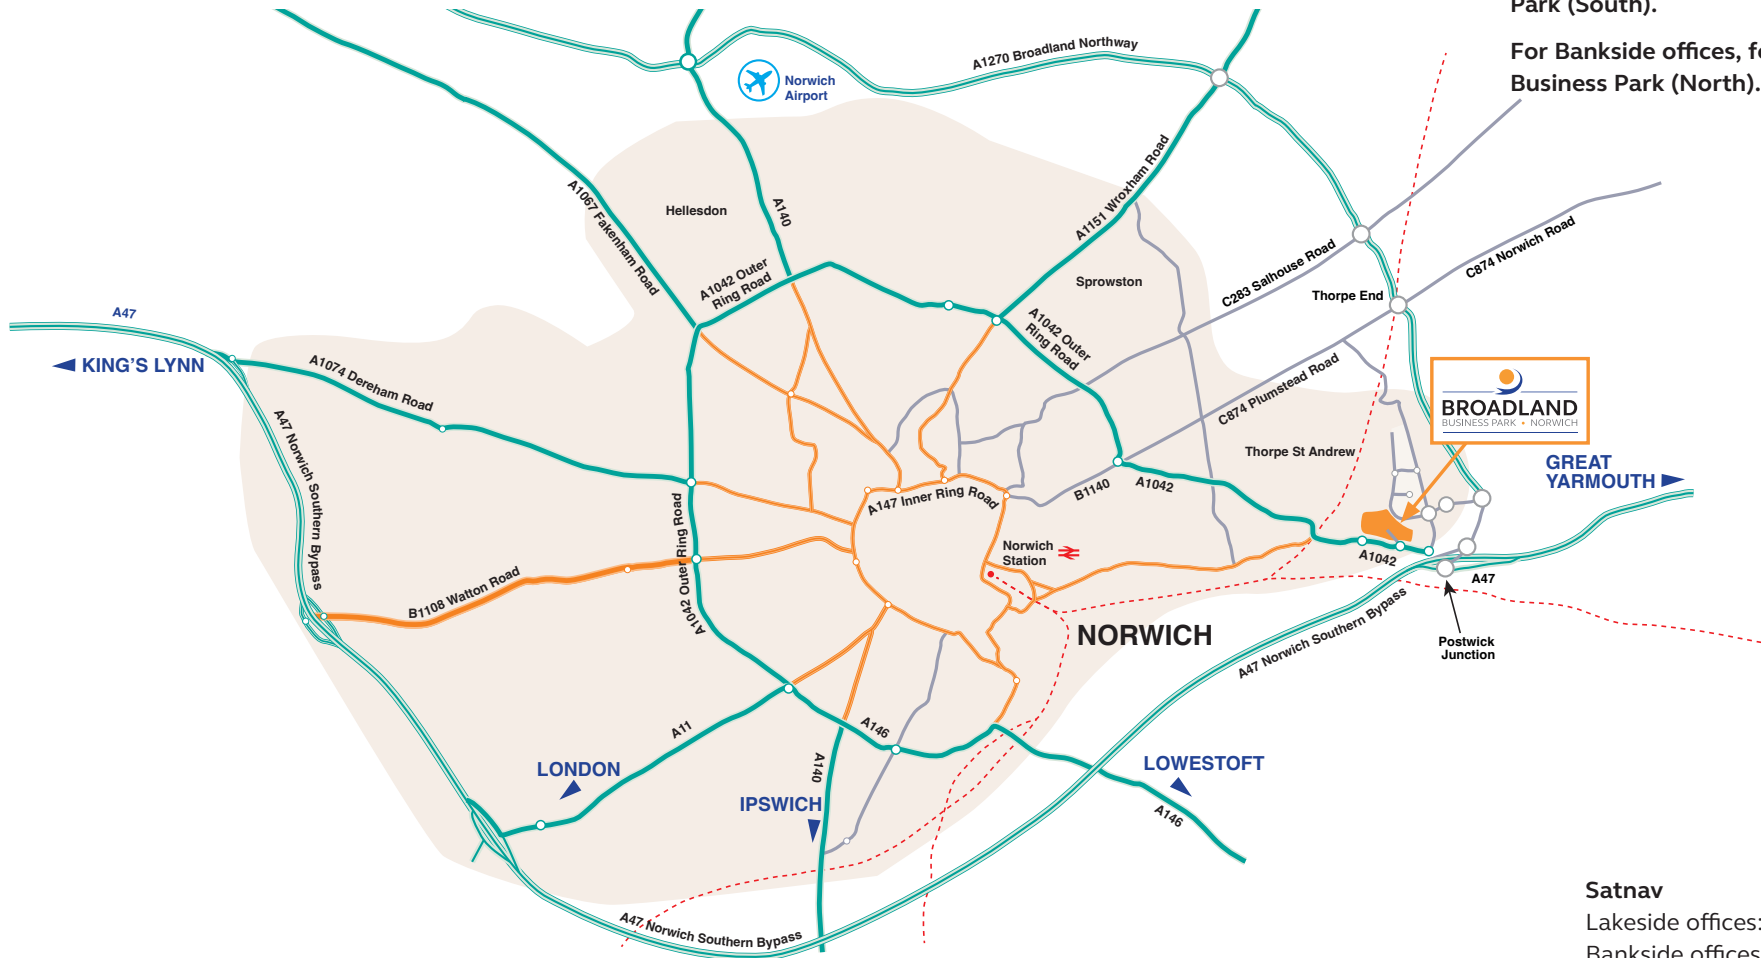 Park (South).
For Bankside offices, fo
Business Park (North).
A1270 Broadland Northway
Norwich
Airport
A1067 Fakenham Road
Hellesdon
A140
A1151 Wroxham Road
A1042 Outer
Ring Road
Sprowston
C283 Salhouse Road
C874 Norwich Road
Thorpe End
A47
KING'S LYNN
A1074 Dereham Road
A1042 Outer
Ring Road
C874 Plumstead Road
BROADLAND
BUSINESS PARK • NORWICH
A47 Norwich Southern Bypass
Thorpe St Andrew
GREAT
YARMOUTH
A147 Inner Ring Road
B1140
A1042
A1042 Outer Ring Road
Norwich
Station
A1042
A47
B1108 Watton Road
NORWICH
A47 Norwich Southern Bypass
Postwick
Junction
A11
A146
LONDON
A140
IPSWICH
LOWESTOFT
A146
A47 Norwich Southern Bypass
Satnav
Lakeside offices:
Bankside offices